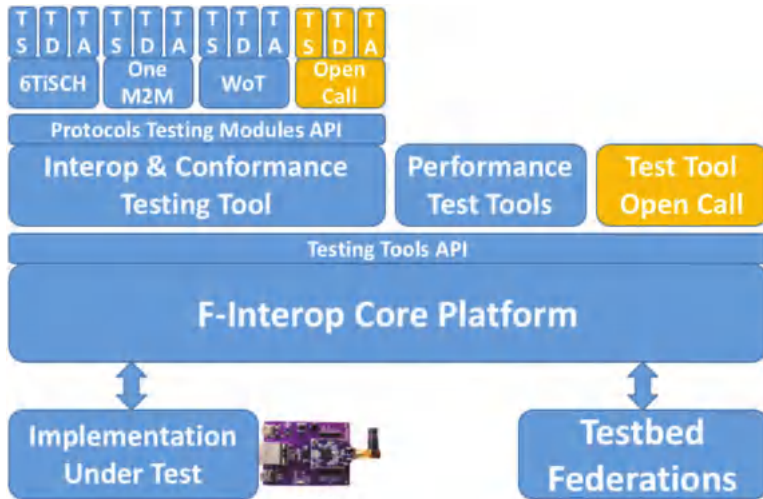 T T T T T T T T T T T T
S D A S D A S D A S D A
6TiSCH
One
M2M
WoT
Open
Call
Protocols Testing Modules API
Interop & Conformance
Testing Tool
Performance
Test Tools
Test Tool
Open Call
Testing Tools API
F-Interop Core Platform
Implementation
Under Test
Testbed
Federations